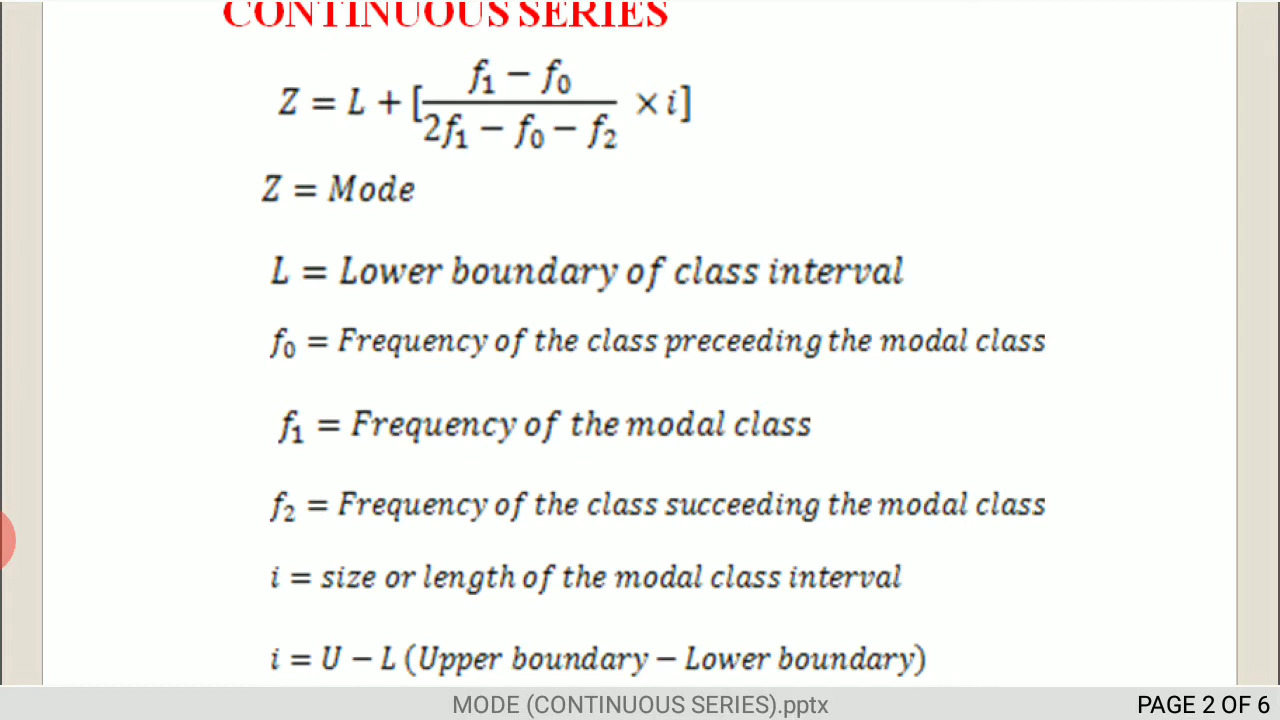 CONTINUOUS SERIES
Z = L + [\frac{f₁ − f₀}{2f₁ − f₀ − f₂} × i]
Z = Mode
L = Lower boundary of class interval
f₀ = Frequency of the class preceeding the modal class
f₁ = Frequency of the modal class
f₂ = Frequency of the class succeeding the modal class
i = size or length of the modal class interval
i = U − L (Upper boundary − Lower boundary)
MODE (CONTINUOUS SERIES).pptx PAGE 2 OF 6